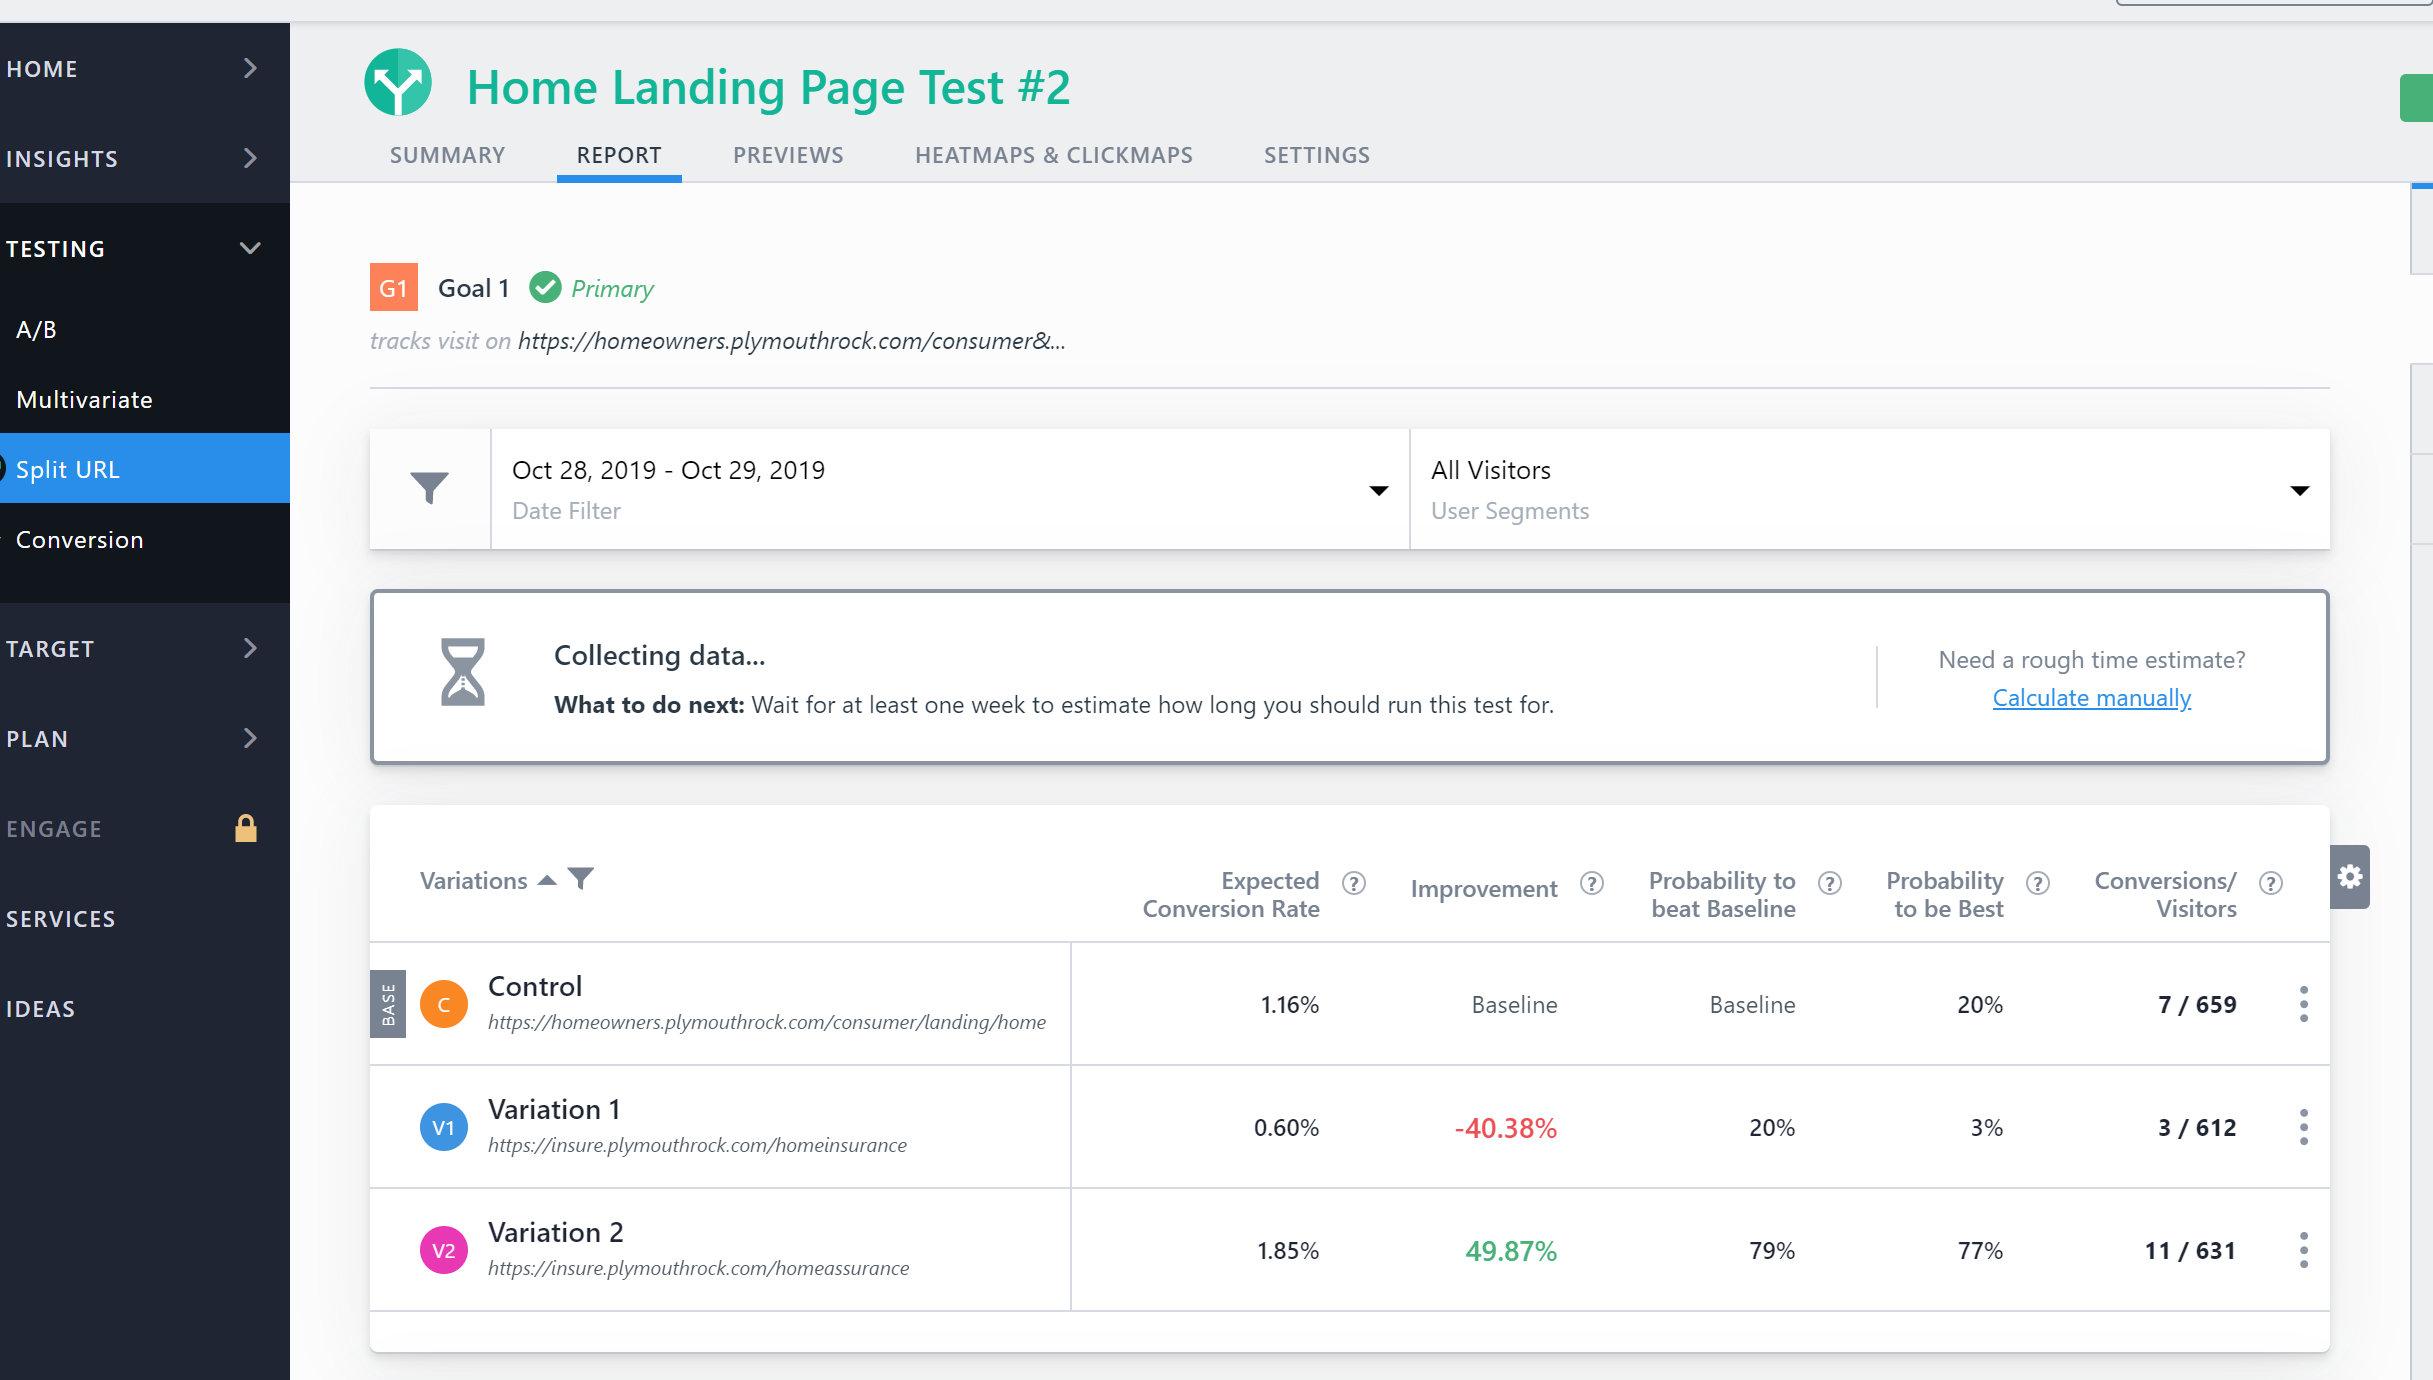 Home Landing Page Test #2
SUMMARY REPORT PREVIEWS HEATMAPS & CLICKMAPS SETTINGS
HOME
INSIGHTS
TESTING
A/B
Multivariate
Split URL
Conversion
TARGET
PLAN
ENGAGE
SERVICES
IDEAS
G1 Goal 1 Primary
tracks visit on https://homeowners.plymouthrock.com/consumer&...
Oct 28, 2019 - Oct 29, 2019
Date Filter
All Visitors
User Segments
Collecting data...
What to do next: Wait for at least one week to estimate how long you should run this test for.
Need a rough time estimate?
Calculate manually
Variations
Expected
Conversion Rate
?
Improvement ?
Probability to
beat Baseline
?
Probability
to be Best
?
Conversions/
Visitors
?
BASE
C
Control
https://homeowners.plymouthrock.com/consumer/landing/home
1.16% Baseline Baseline 20% 7 / 659
V1
Variation 1
https://insure.plymouthrock.com/homeinsurance
0.60% -40.38% 20% 3% 3 / 612
V2
Variation 2
https://insure.plymouthrock.com/homeassurance
1.85% 49.87% 79% 77% 11 / 631